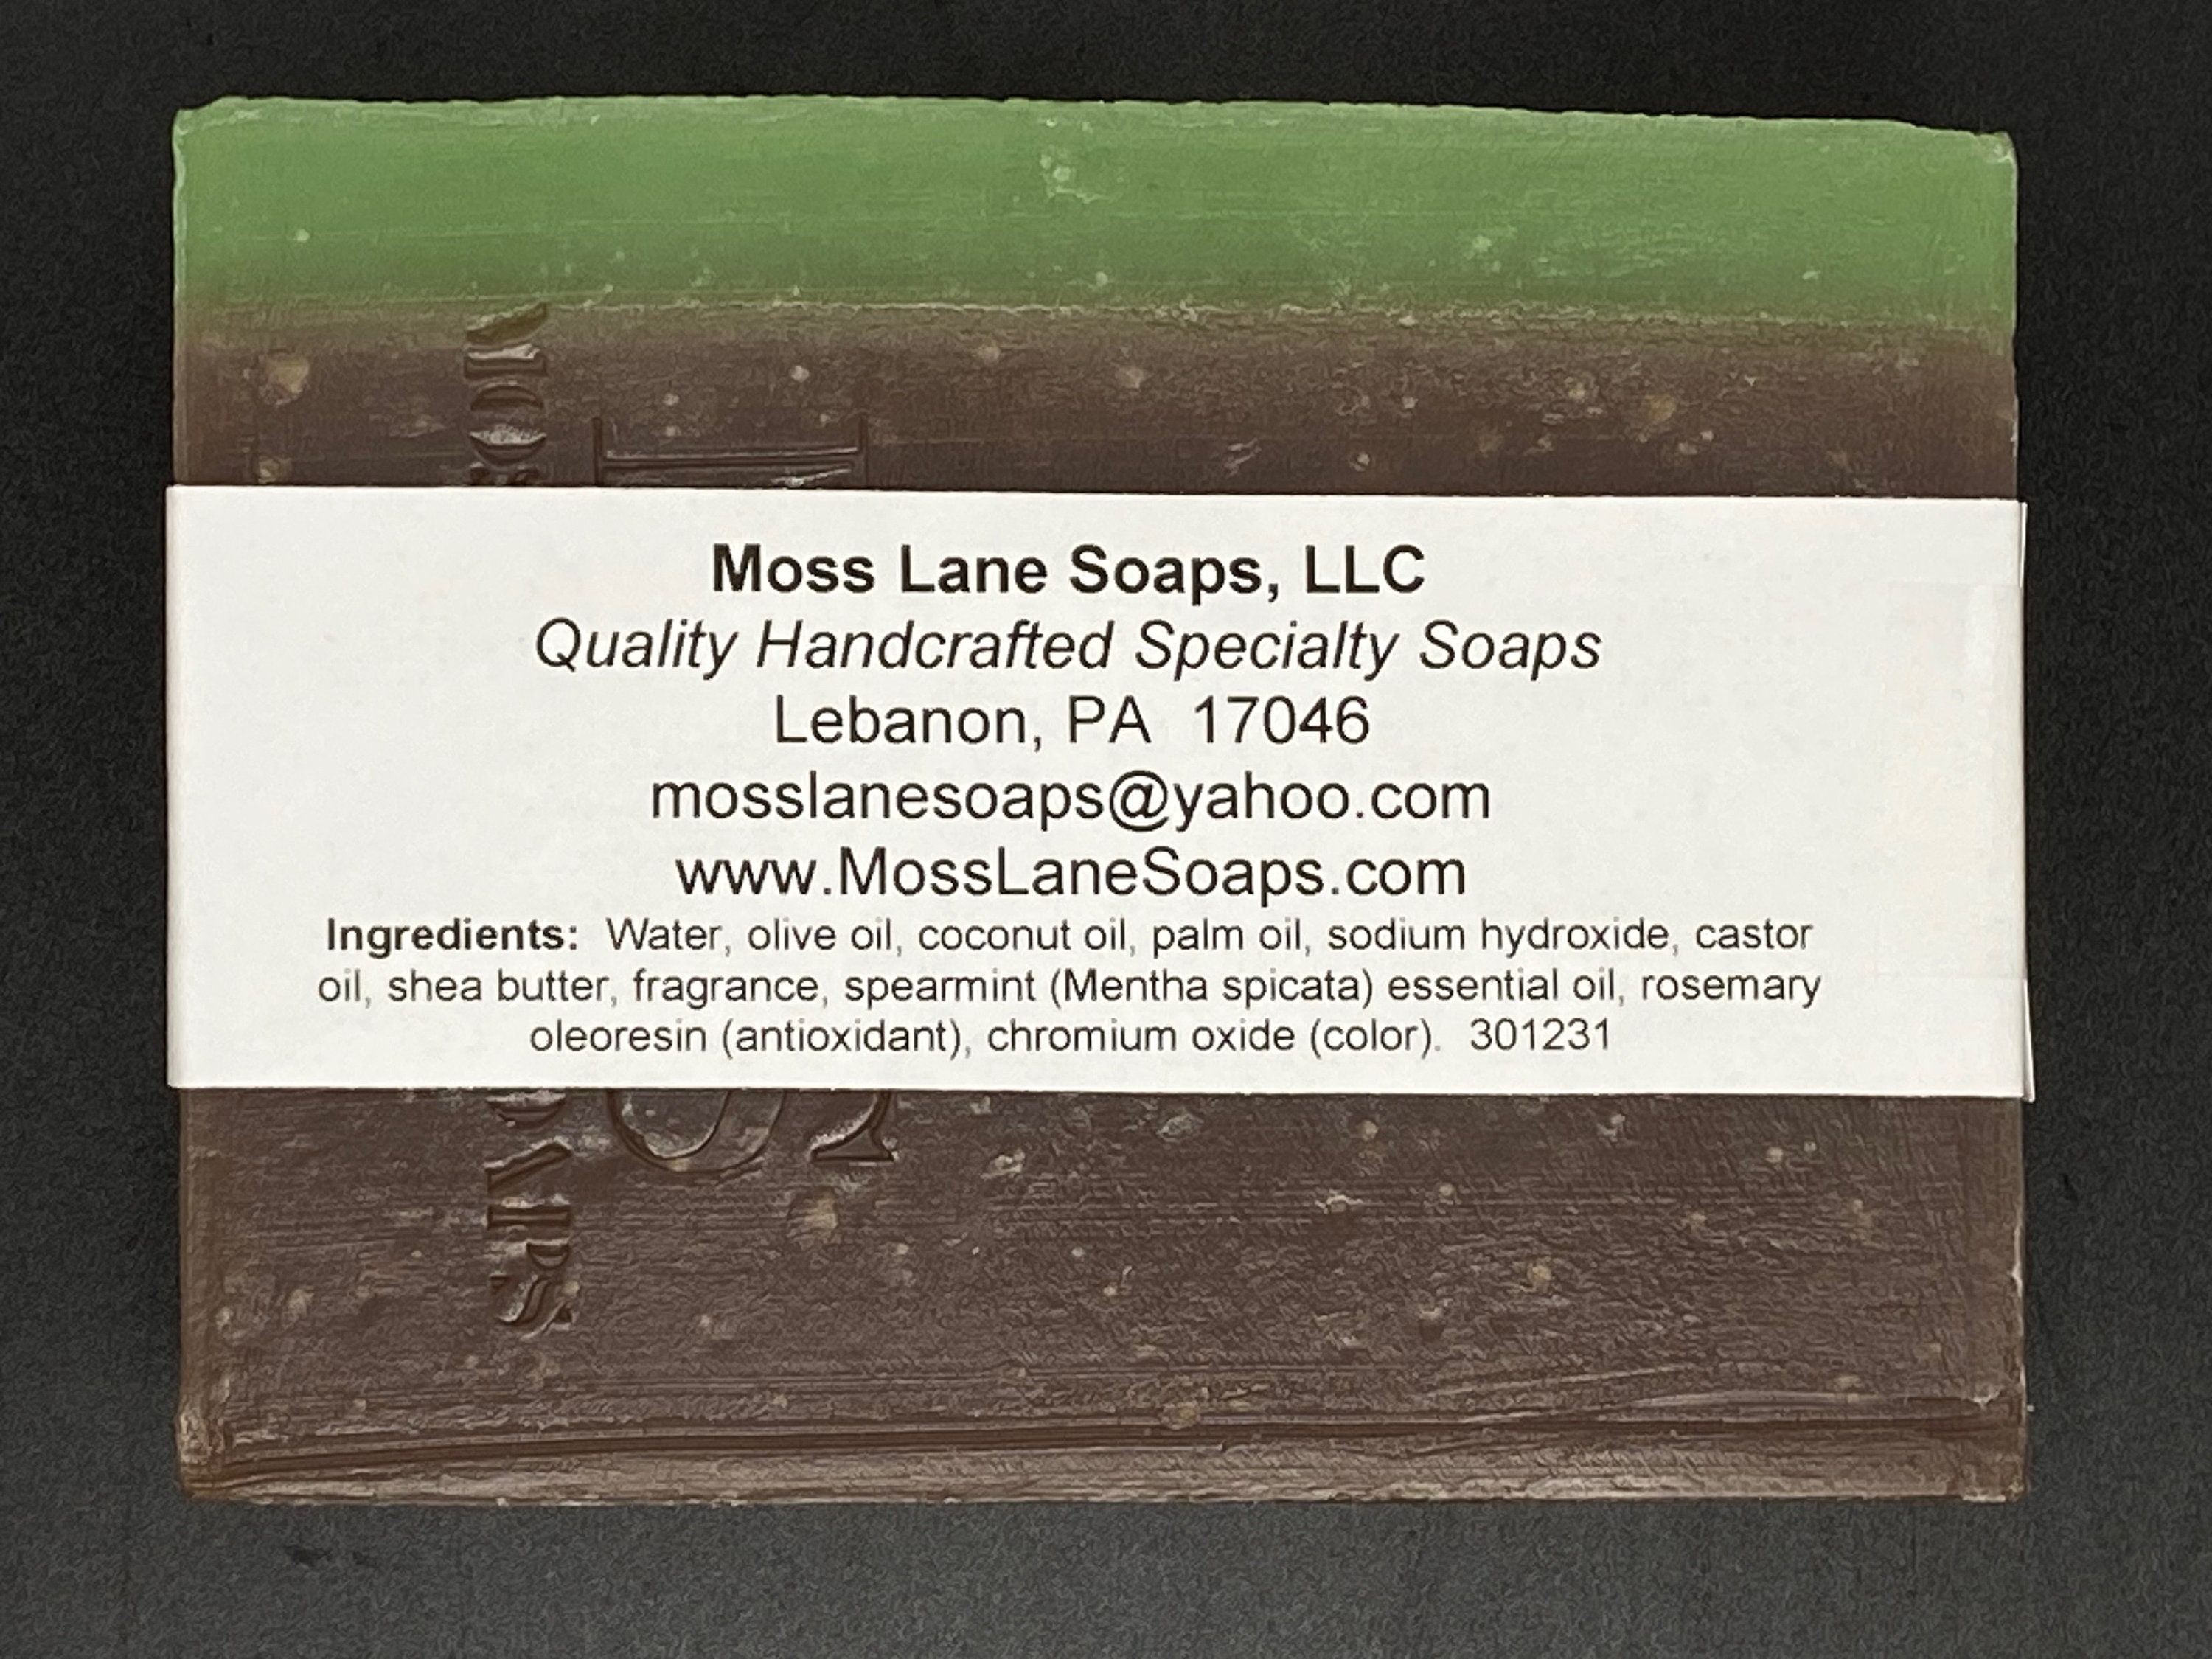 Moss Lane Soaps, LLC
Quality Handcrafted Specialty Soaps
Lebanon, PA  17046
mosslanesoaps@yahoo.com
www.MossLaneSoaps.com
Ingredients:  Water, olive oil, coconut oil, palm oil, sodium hydroxide, castor
oil, shea butter, fragrance, spearmint (Mentha spicata) essential oil, rosemary
oleoresin (antioxidant), chromium oxide (color).  301231